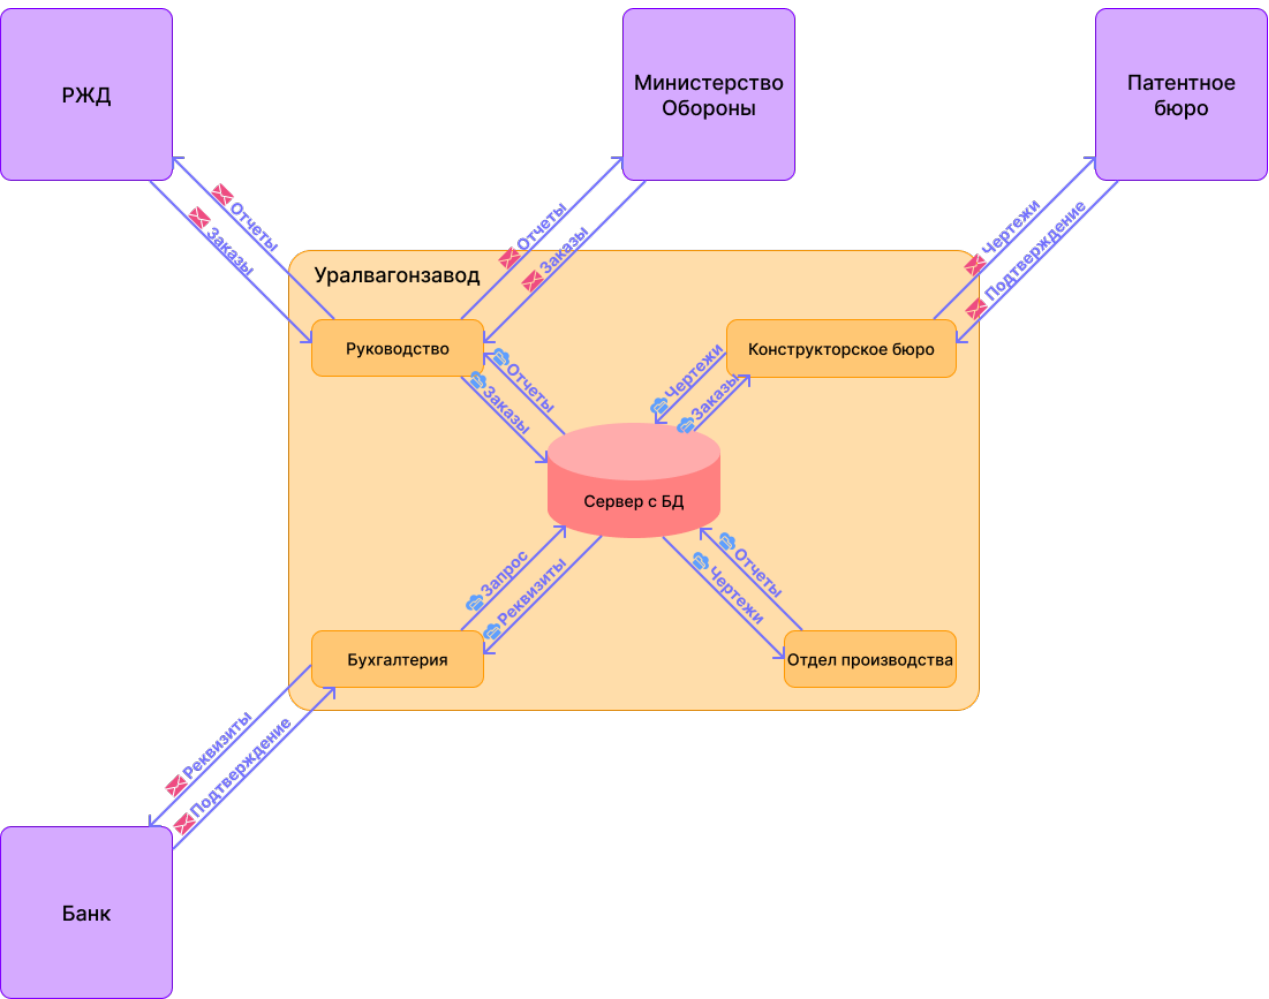 РЖД
Министерство
Обороны
Патентное
бюро
Отчеты
Заказы
Отчеты
Заказы
Чертежи
Подтверждение
Уралвагонзавод
Руководство
Конструкторское бюро
Отчеты
Заказы
Чертежи
Заказы
Сервер с БД
Запрос
Реквизиты
Отчеты
Чертежи
Бухгалтерия
Отдел производства
Реквизиты
Подтверждение
Банк